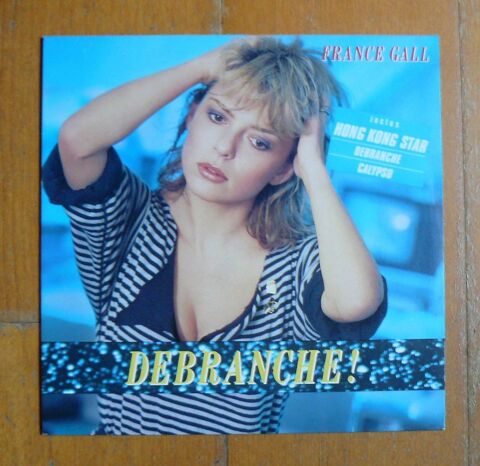 FRANCE GALL
inclus
HONG KONG STAR
DEBRANCHE
CALYPSO
DEBRANCHE!